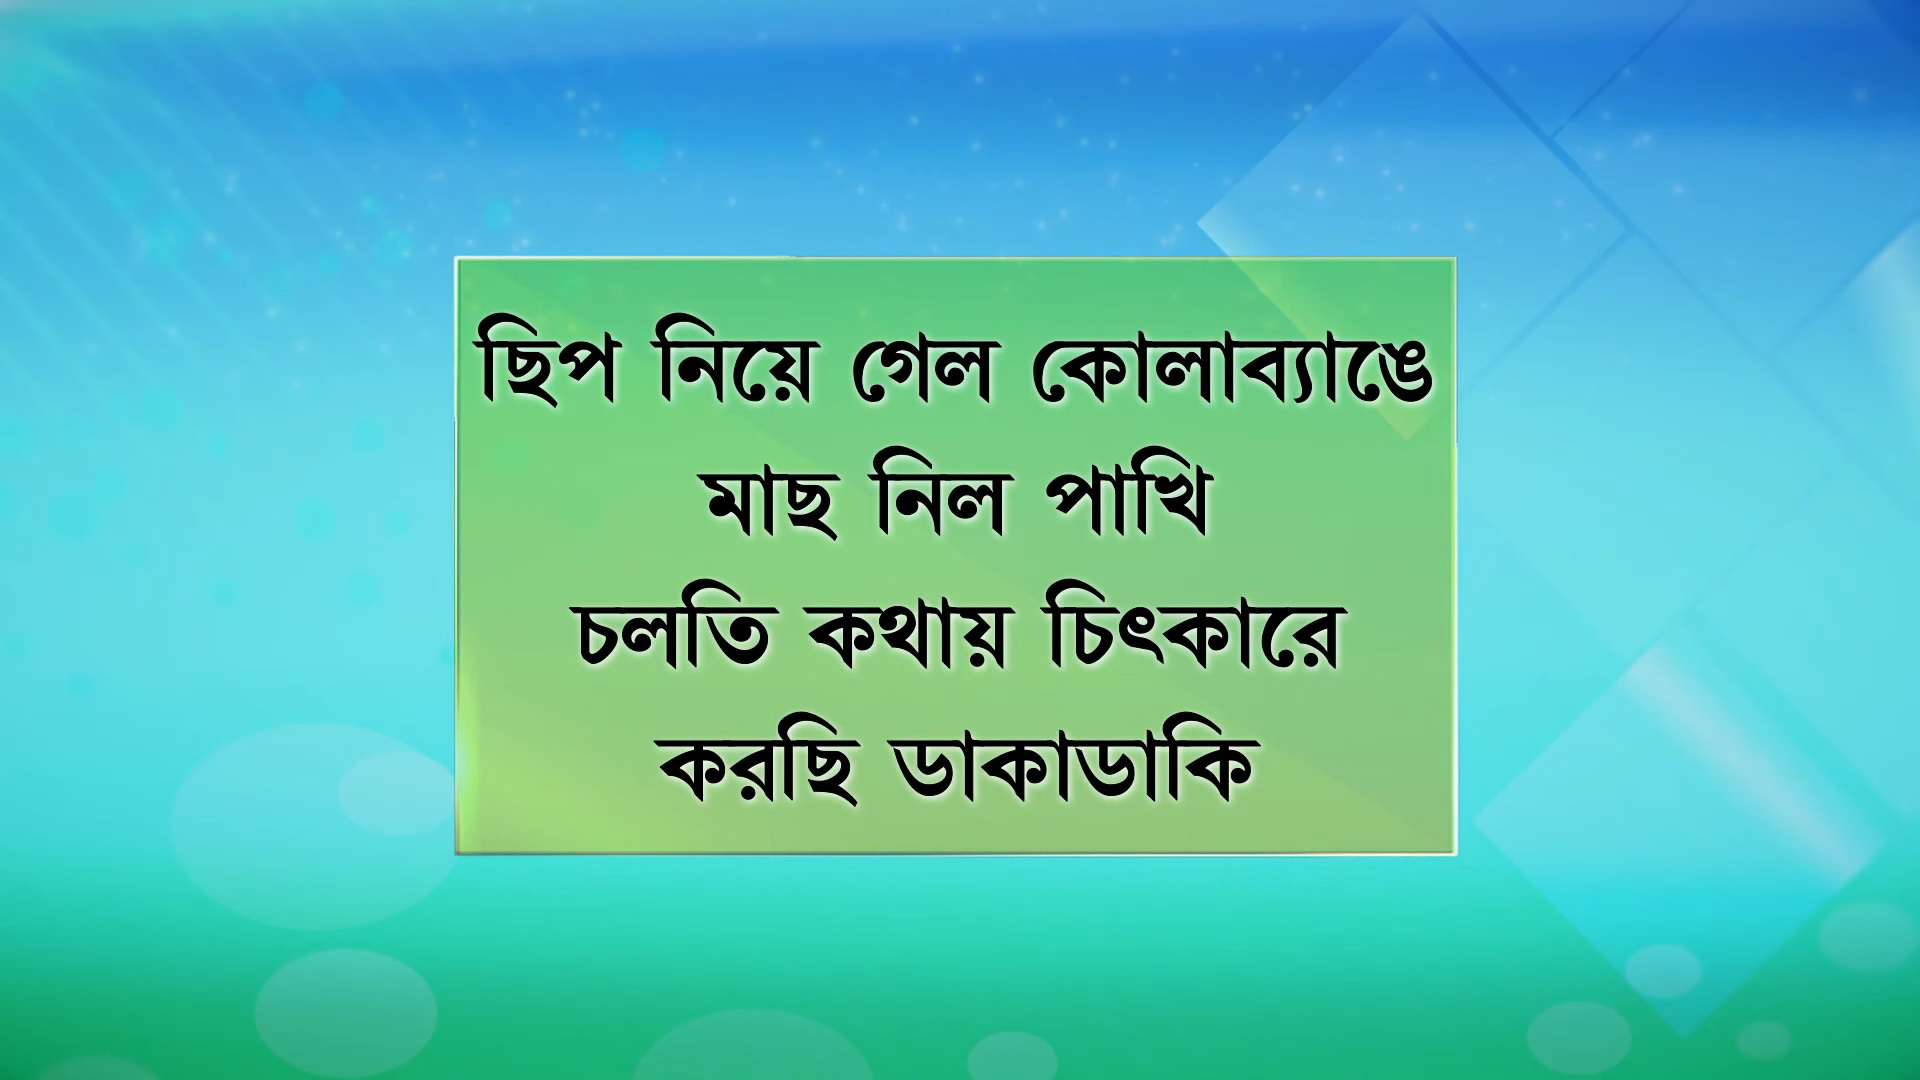 ছিপ নিয়ে গেল কোলাব্যাঙে
মাছ নিল পাখি
চলতি কথায় চিৎকারে
করছি ডাকাডাকি